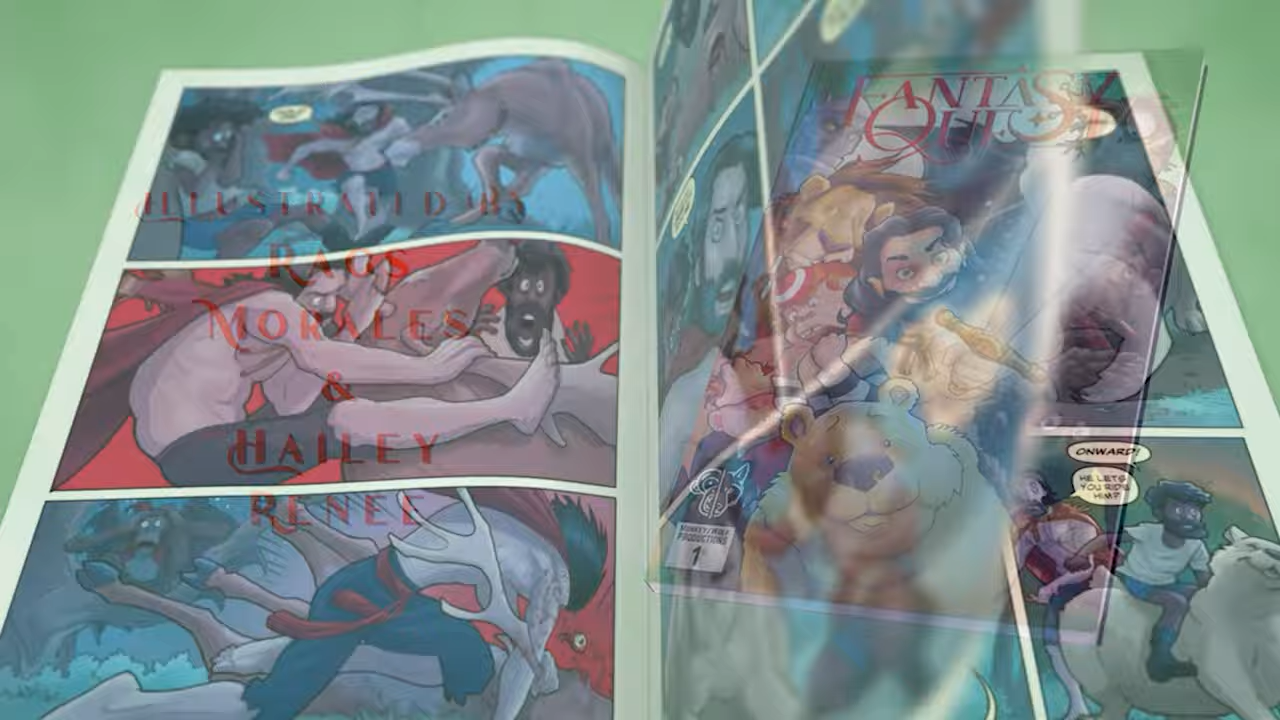 ILLUSTRATED BY
RAGS
MORALES
&
HAILEY
RENEE
FANTASY
QUEST
MONKEY/WOLF
PRODUCTIONS
1
ONWARD!
HE LETS
YOU RIDE
HIM?